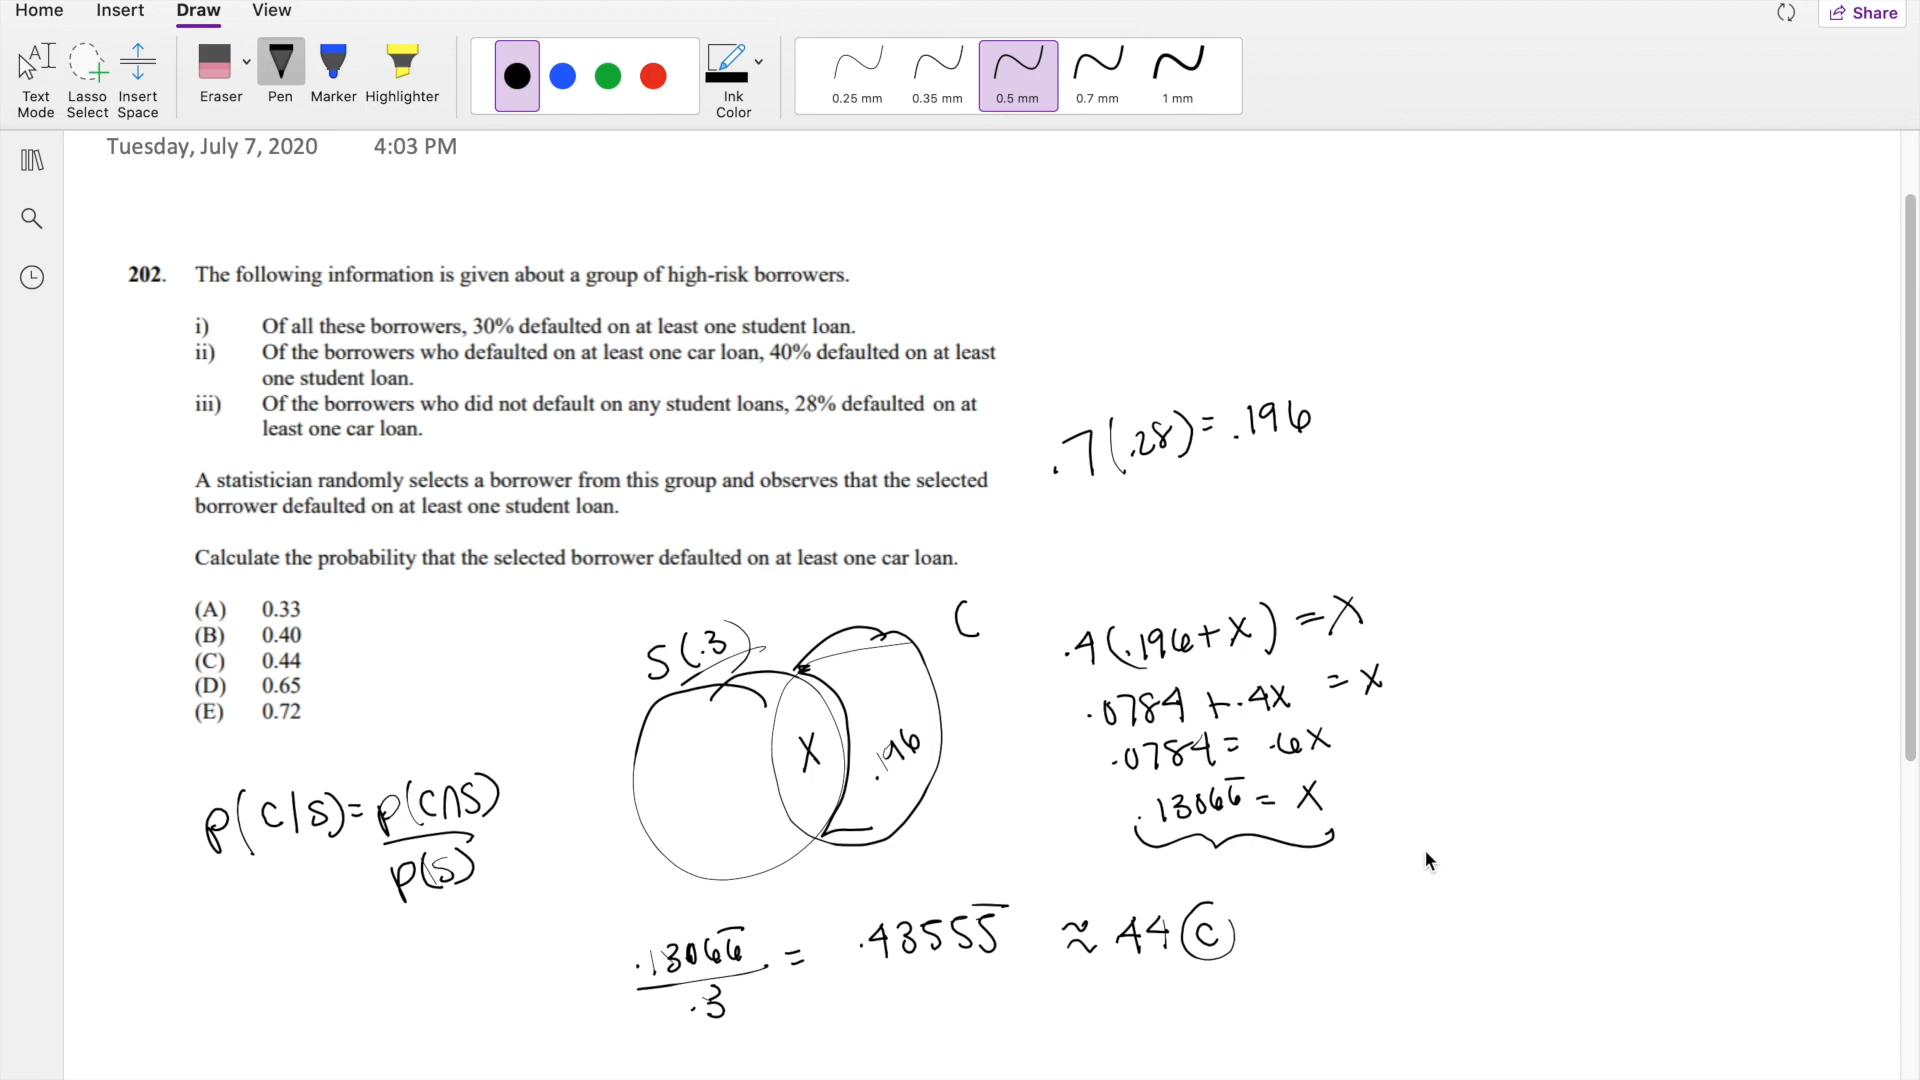 Home Insert Draw View
Share
Text Mode
Lasso Select
Insert Space
Eraser
Pen
Marker
Highlighter
Ink Color
0.25 mm
0.35 mm
0.5 mm
0.7 mm
1 mm
Tuesday, July 7, 2020 4:03 PM
202. The following information is given about a group of high-risk borrowers.
i) Of all these borrowers, 30% defaulted on at least one student loan.
ii) Of the borrowers who defaulted on at least one car loan, 40% defaulted on at least
one student loan.
iii) Of the borrowers who did not default on any student loans, 28% defaulted on at
least one car loan.
.7(.28) = .196
A statistician randomly selects a borrower from this group and observes that the selected
borrower defaulted on at least one student loan.
Calculate the probability that the selected borrower defaulted on at least one car loan.
(A) 0.33
(B) 0.40
(C) 0.44
(D) 0.65
(E) 0.72
S (.3)
C
X
.196
.4(.196+X) = X
.0784 + .4X = X
.0784 = .6X
.13066̅ = X
P(C|S) = P(C∩S)
P(S)
.13066̅ = .43555̅ ≈ 44 C
.3